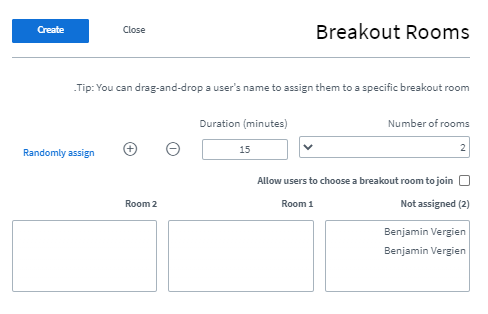 Breakout Rooms
Close
Create
.Tip: You can drag-and-drop a user's name to assign them to a specific breakout room
Number of rooms
2
Duration (minutes)
15
Randomly assign
Allow users to choose a breakout room to join
Not assigned (2)
Benjamin Vergien
Benjamin Vergien
Room 1
Room 2